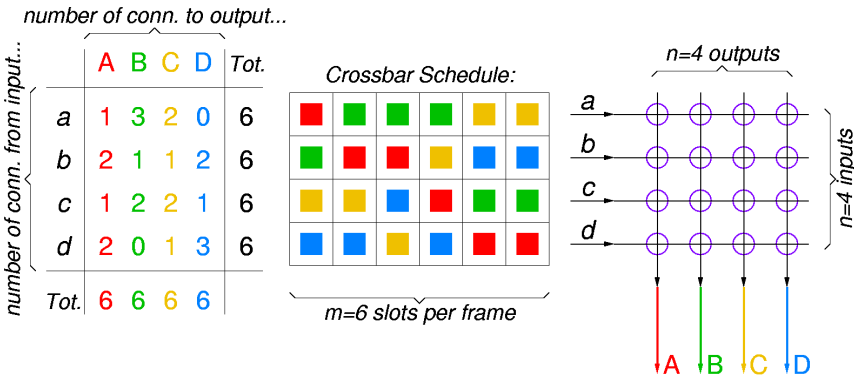 number of conn. to output...
number of conn. from input...
A B C D Tot.
a 1 3 2 0 6
b 2 1 1 2 6
c 1 2 2 1 6
d 2 0 1 3 6
Tot. 6 6 6 6
Crossbar Schedule:
m=6 slots per frame
n=4 outputs
a
b
c
d
n=4 inputs
A B C D